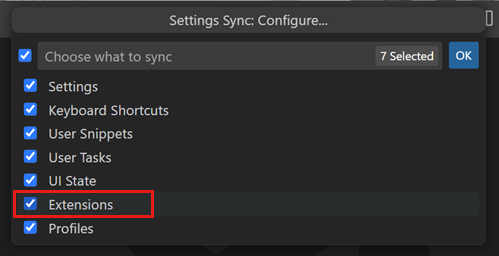 Settings Sync: Configure...
Choose what to sync 7 Selected OK
Settings
Keyboard Shortcuts
User Snippets
User Tasks
UI State
Extensions
Profiles